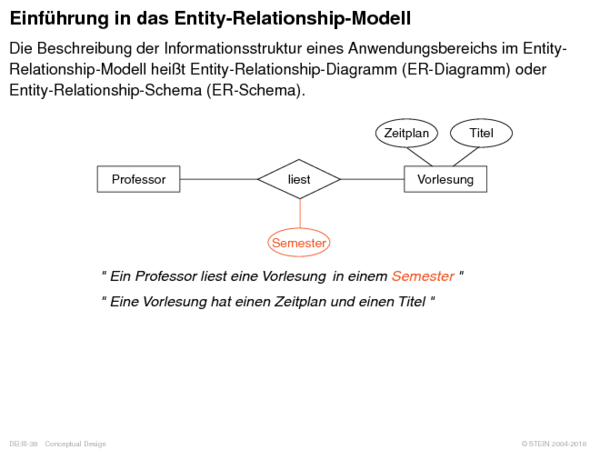 Einführung in das Entity-Relationship-Modell
Die Beschreibung der Informationsstruktur eines Anwendungsbereichs im Entity-
Relationship-Modell heißt Entity-Relationship-Diagramm (ER-Diagramm) oder
Entity-Relationship-Schema (ER-Schema).
Zeitplan Titel
Professor liest Vorlesung
Semester
" Ein Professor liest eine Vorlesung in einem Semester "
" Eine Vorlesung hat einen Zeitplan und einen Titel "
DB:III-38 Conceptual Design © STEIN 2004-2018